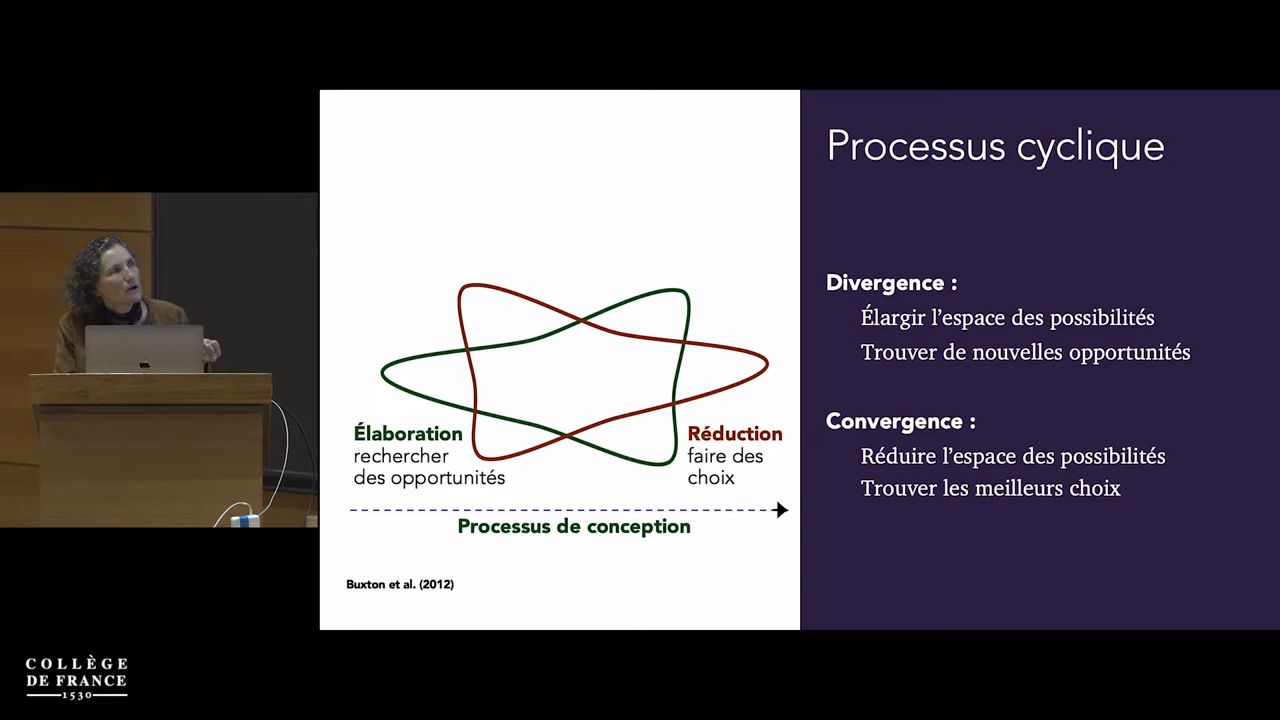 Processus cyclique
Divergence :
Élargir l’espace des possibilités
Trouver de nouvelles opportunités
Convergence :
Réduire l’espace des possibilités
Trouver les meilleurs choix
Élaboration
rechercher
des opportunités
Réduction
faire des
choix
Processus de conception
Buxton et al. (2012)
COLLÈGE
DE FRANCE
1530